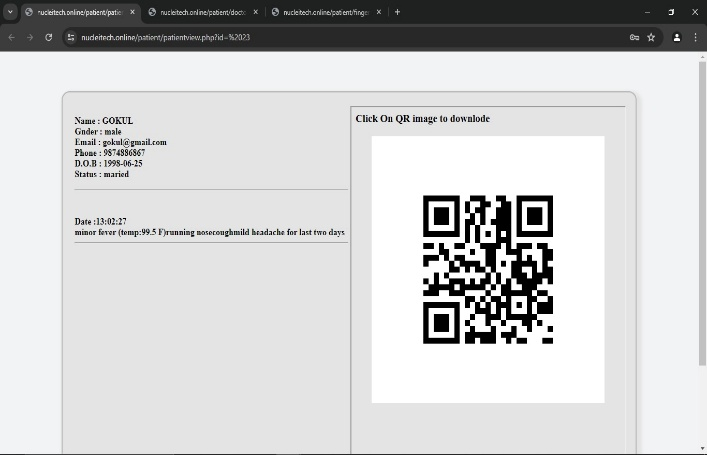 nucleitech.online/patient/patie
nucleitech.online/patient/docto
nucleitech.online/patient/finge
nucleitech.online/patient/patientview.php?id=%2023
Name : GOKUL
Gnder : male
Email : gokul@gmail.com
Phone : 9874886867
D.O.B : 1998-06-25
Status : maried
Date :13:02:27
minor fever (temp:99.5 F)running nosecoughmild headache for last two days
Click On QR image to downlode